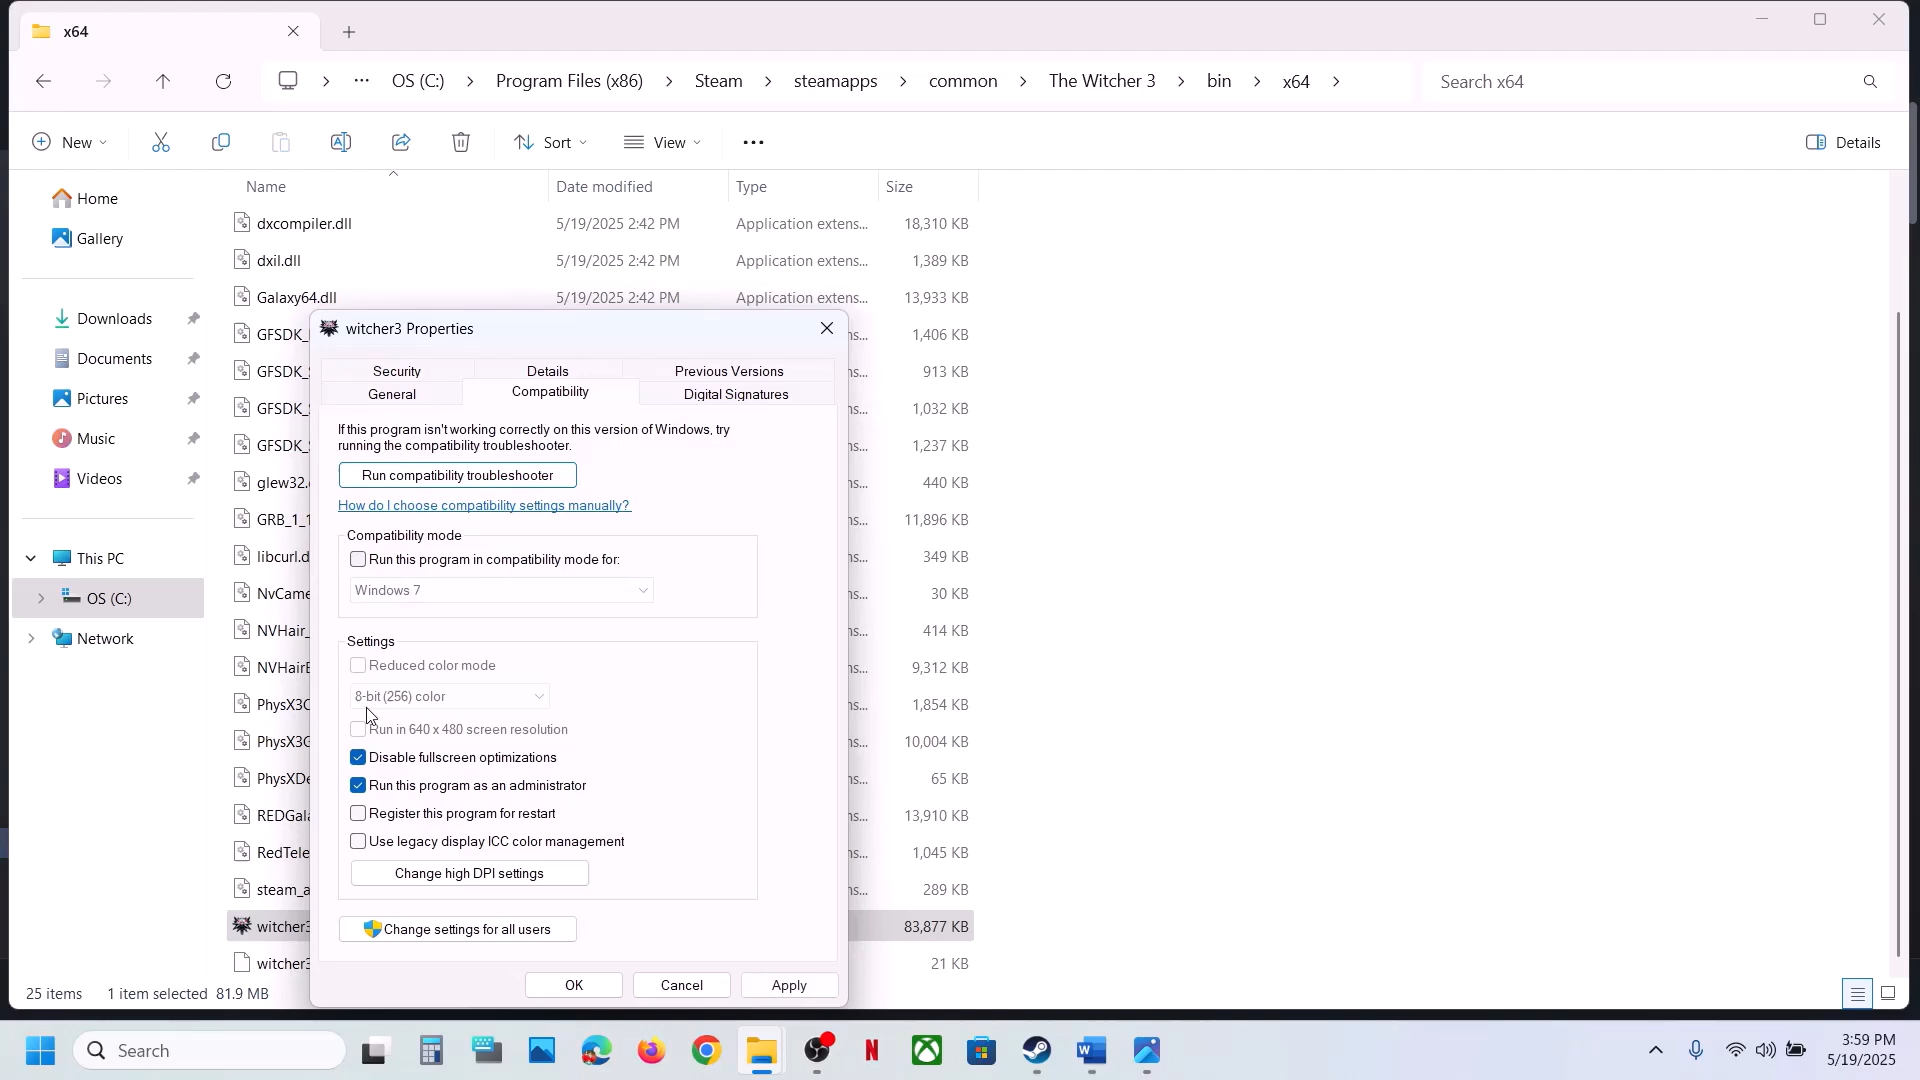 x64
OS (C:)
Program Files (x86)
Steam
steamapps
common
The Witcher 3
bin
x64
Search x64
New
Sort
View
Details
Name
Date modified
Type
Size
Home
Gallery
Downloads
Documents
Pictures
Music
Videos
This PC
OS (C:)
Network
dxcompiler.dll 5/19/2025 2:42 PM Application extens... 18,310 KB
dxil.dll 5/19/2025 2:42 PM Application extens... 1,389 KB
Galaxy64.dll 5/19/2025 2:42 PM Application extens... 13,933 KB
1,406 KB
GFSDK_S 913 KB
GFSDK_S 1,032 KB
GFSDK_S 1,237 KB
440 KB
GRB_1_1 11,896 KB
349 KB
30 KB
NVHair_ 414 KB
9,312 KB
1,854 KB
10,004 KB
65 KB
13,910 KB
1,045 KB
289 KB
witcher3 83,877 KB
witcher3 21 KB
witcher3 Properties
Security
Details
Previous Versions
General
Compatibility
Digital Signatures
If this program isn't working correctly on this version of Windows, try
running the compatibility troubleshooter.
Run compatibility troubleshooter
How do I choose compatibility settings manually?
Compatibility mode
Run this program in compatibility mode for:
Windows 7
Settings
Reduced color mode
8-bit (256) color
Run in 640 x 480 screen resolution
Disable fullscreen optimizations
Run this program as an administrator
Register this program for restart
Use legacy display ICC color management
Change high DPI settings
Change settings for all users
OK
Cancel
Apply
25 items
1 item selected 81.9 MB
Search
3:59 PM
5/19/2025